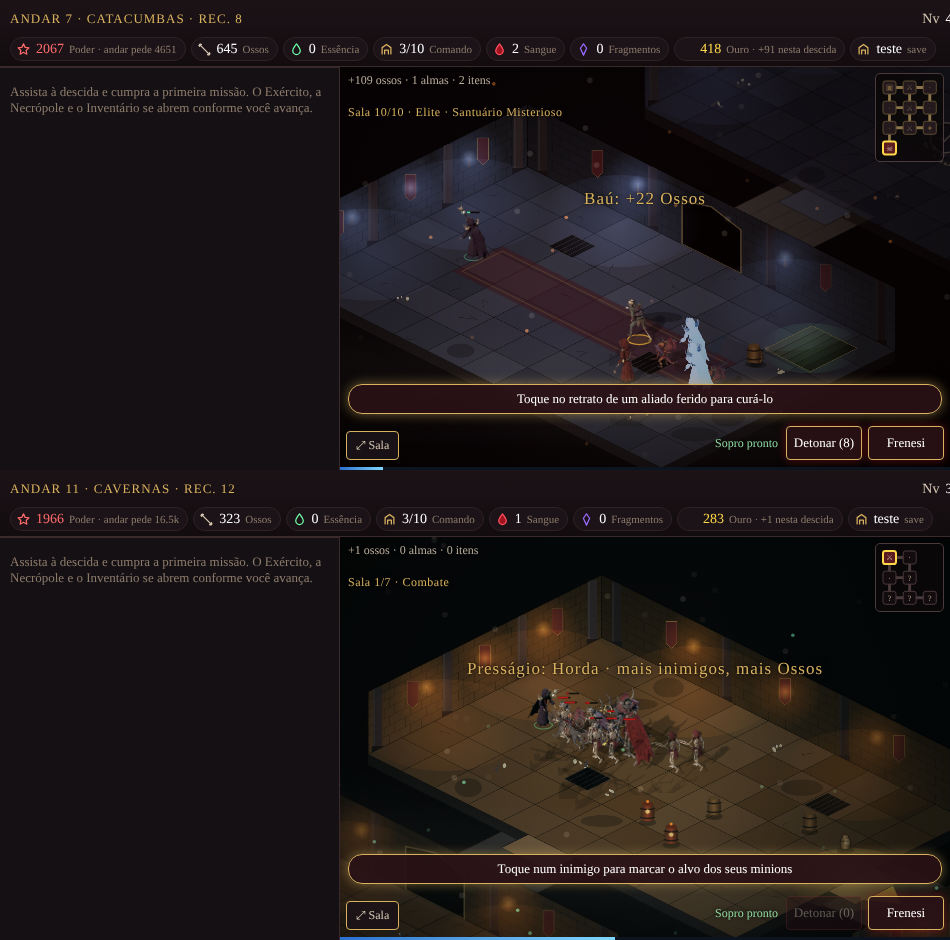 ANDAR 7 · CATACUMBAS · REC. 8
Nv 4
2067 Poder · andar pede 4651
645 Ossos
0 Essência
3/10 Comando
2 Sangue
0 Fragmentos
418 Ouro · +91 nesta descida
teste save
Assista à descida e cumpra a primeira missão. O Exército, a
Necrópole e o Inventário se abrem conforme você avança.
+109 ossos · 1 almas · 2 itens
Sala 10/10 · Elite · Santuário Misterioso
Baú: +22 Ossos
Toque no retrato de um aliado ferido para curá-lo
Sala
Sopro pronto
Detonar (8)
Frenesi
ANDAR 11 · CAVERNAS · REC. 12
Nv 3
1966 Poder · andar pede 16.5k
323 Ossos
0 Essência
3/10 Comando
1 Sangue
0 Fragmentos
283 Ouro · +1 nesta descida
teste save
Assista à descida e cumpra a primeira missão. O Exército, a
Necrópole e o Inventário se abrem conforme você avança.
+1 ossos · 0 almas · 0 itens
Sala 1/7 · Combate
? 
? ? ?
Presságio: Horda · mais inimigos, mais Ossos
Toque num inimigo para marcar o alvo dos seus minions
Sala
Sopro pronto
Detonar (0)
Frenesi